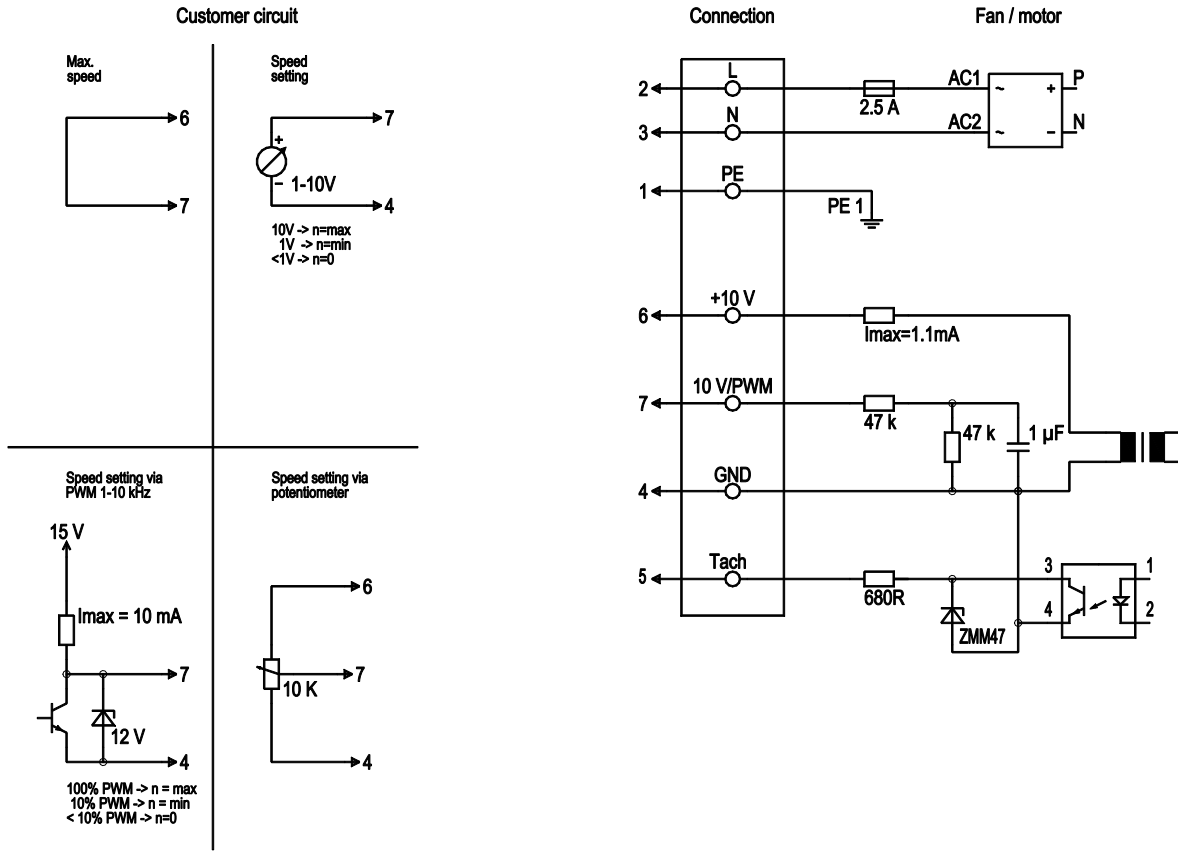 Customer circuit
Max.
speed
6
7
Speed
setting
7
+
– 1-10V
4
10V -> n=max
1V -> n=min
<1V -> n=0
Speed setting via
PWM 1-10 kHz
15 V
Imax = 10 mA
7
12 V
4
100% PWM -> n = max
10% PWM -> n = min
< 10% PWM -> n=0
Speed setting via
potentiometer
6
7
10 K
4
Connection
Fan / motor
2
L
2.5 A
AC1
~
+
P
3
N
AC2
~
–
N
1
PE
PE 1
6
+10 V
Imax=1.1mA
7
10 V/PWM
47 k
47 k
1 µF
4
GND
5
Tach
680R
ZMM47
3
4
1
2